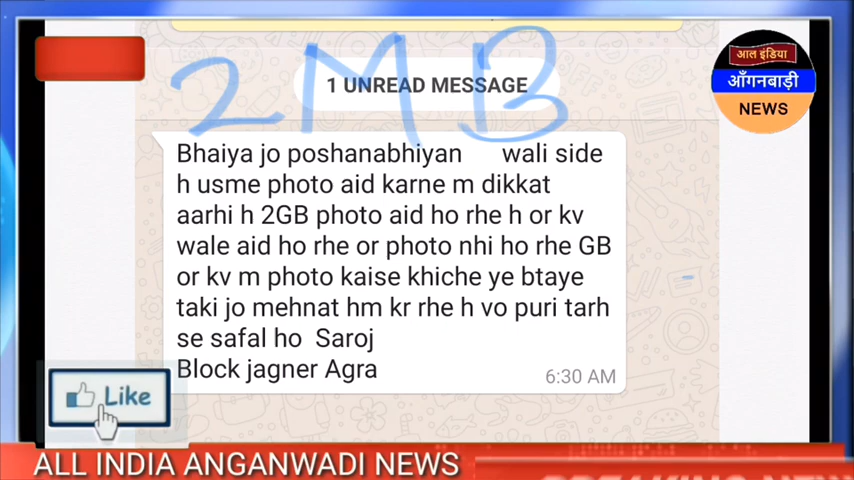 2MB
1 UNREAD MESSAGE
आल इंडिया
आँगनबाड़ी
NEWS
Bhaiya jo poshanabhiyan wali side
h usme photo aid karne m dikkat
aarhi h 2GB photo aid ho rhe h or kv
wale aid ho rhe or photo nhi ho rhe GB
or kv m photo kaise khiche ye btaye
taki jo mehnat hm kr rhe h vo puri tarh
se safal ho Saroj
Block jagner Agra
6:30 AM
Like
ALL INDIA ANGANWADI NEWS
BREAKING NEW